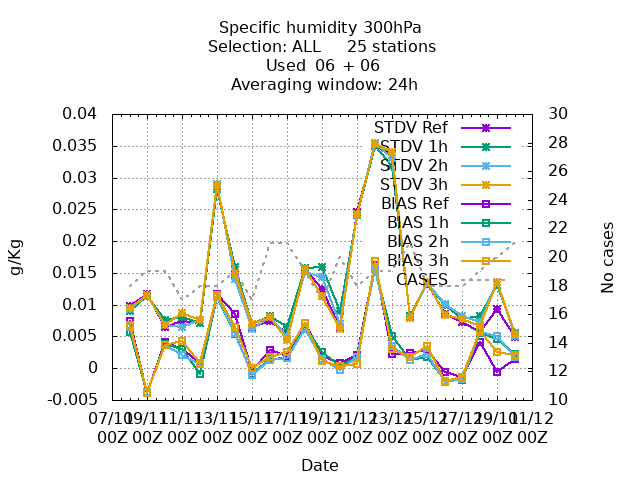 Specific humidity 300hPa
Selection: ALL 25 stations
Used 06 + 06
Averaging window: 24h
0.04
0.035
0.03
0.025
0.02
0.015
0.01
0.005
0
-0.005
g/Kg
30
28
26
24
22
20
18
16
14
12
10
No cases
STDV Ref
STDV 1h
STDV 2h
STDV 3h
BIAS Ref
BIAS 1h
BIAS 2h
BIAS 3h
CASES
07/10 09/11 11/11 13/11 15/11 17/11 19/12 21/12 23/12 25/12 27/12 29/10 01/12
00Z 00Z 00Z 00Z 00Z 00Z 00Z 00Z 00Z 00Z 00Z 00Z 00Z
Date